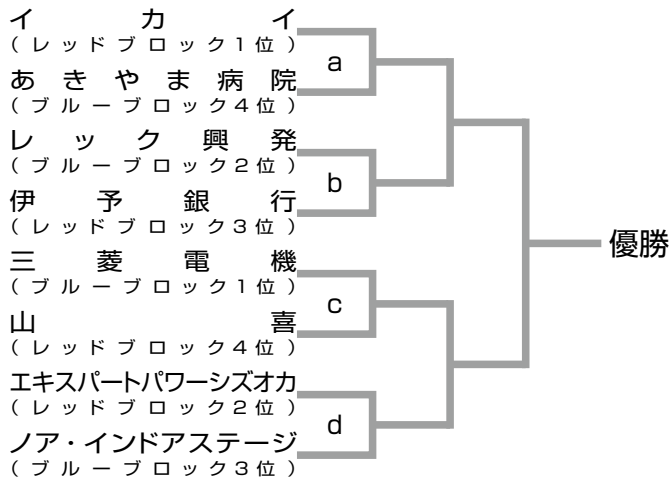 イカイ
(レッドブロック1位)
a
あきやま病院
(ブルーブロック4位)
レック興発
(ブルーブロック2位)
b
伊予銀行
(レッドブロック3位)
優勝
三菱電機
(ブルーブロック1位)
c
山喜
(レッドブロック4位)
エキスパートパワーシズオカ
(レッドブロック2位)
d
ノア・インドアステージ
(ブルーブロック3位)